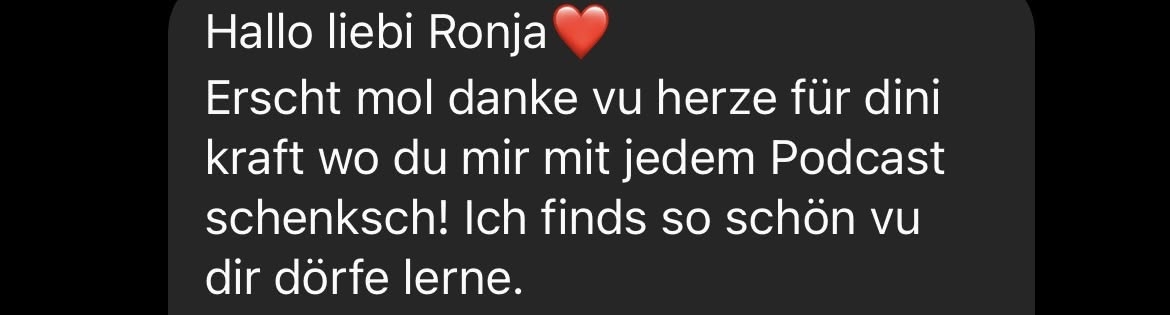 Hallo liebi Ronja❤️
Erscht mol danke vu herze für dini
kraft wo du mir mit jedem Podcast
schenksch! Ich finds so schön vu
dir dörfe lerne.